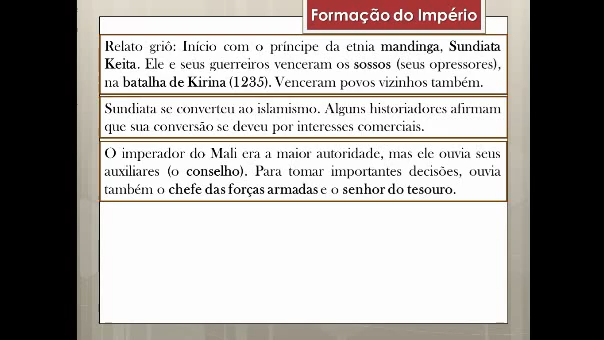 Formação do Império
Relato griô: Início com o príncipe da etnia mandinga, Sundiata
Keita. Ele e seus guerreiros venceram os sossos (seus opressores),
na batalha de Kirina (1235). Venceram povos vizinhos também.
Sundiata se converteu ao islamismo. Alguns historiadores afirmam
que sua conversão se deveu por interesses comerciais.
O imperador do Mali era a maior autoridade, mas ele ouvia seus
auxiliares (o conselho). Para tomar importantes decisões, ouvia
também o chefe das forças armadas e o senhor do tesouro.